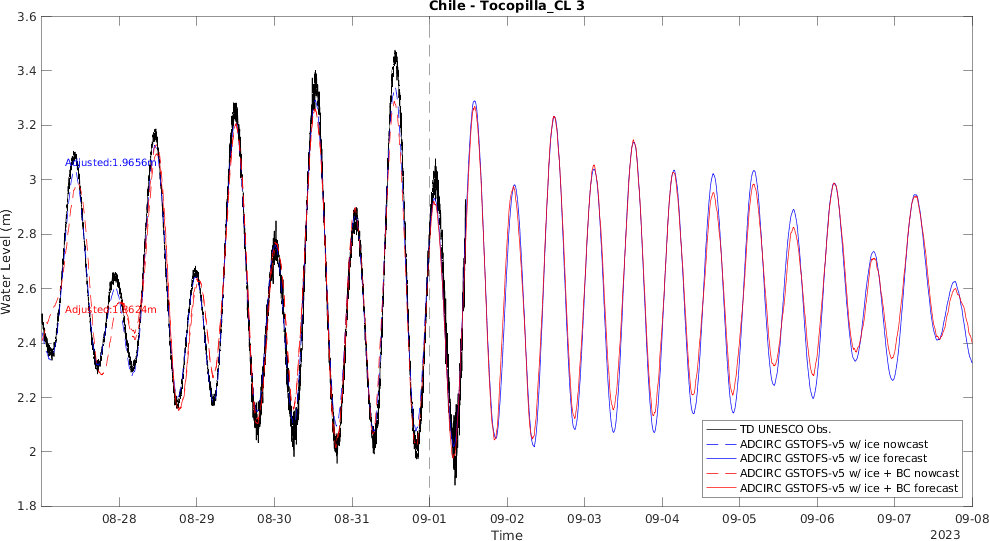 Chile - Tocopilla_CL 3
3.6
3.4
3.2
3
2.8
2.6
2.4
2.2
2
1.8
Water Level (m)
Adjusted:1.9656m
TD UNESCO Obs.
ADCIRC GSTOFS-v5 w/ ice nowcast
ADCIRC GSTOFS-v5 w/ ice forecast
ADCIRC GSTOFS-v5 w/ ice + BC nowcast
ADCIRC GSTOFS-v5 w/ ice + BC forecast
08-28
08-29
08-30
08-31
09-01
09-02
09-03
09-04
09-05
09-06
09-07
09-08
Time
2023